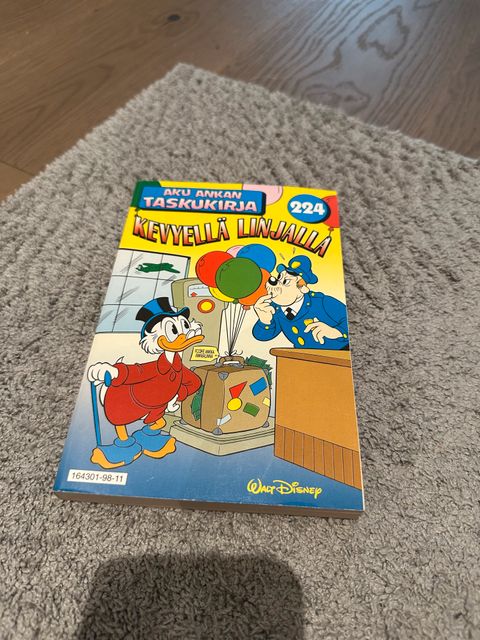 AKU ANKAN
TASKUKIRJA
224
KEVYELLÄ LINJALLA
164301-98-11
WALT DISNEY